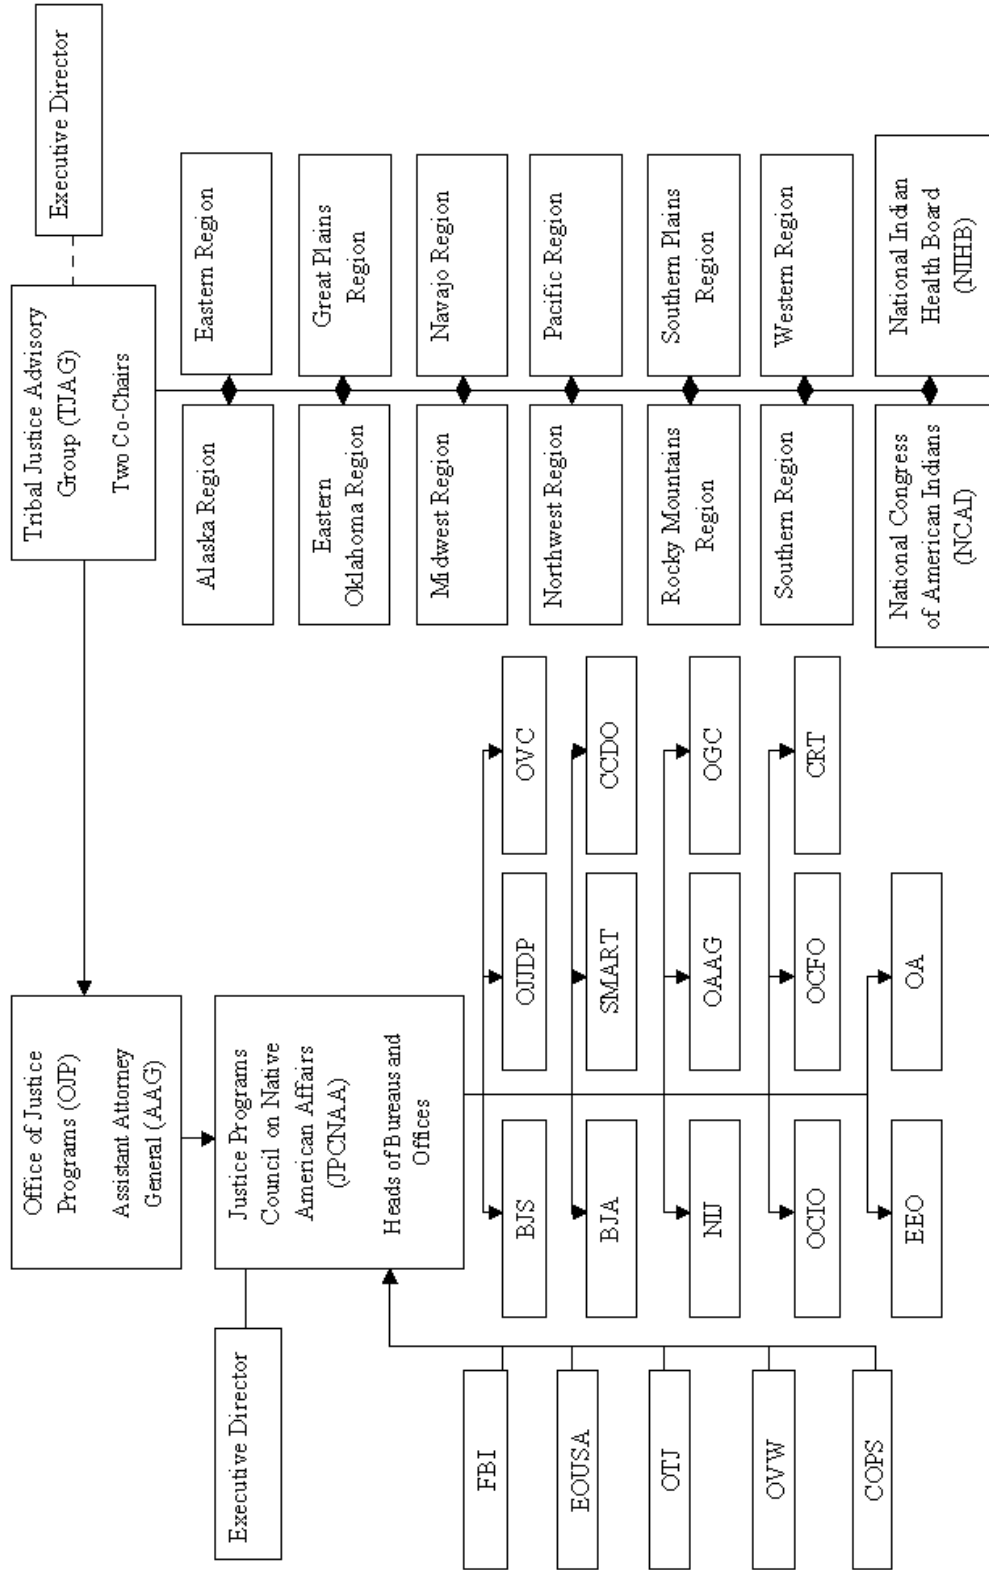 Office of Justice
Programs (OJP)
Assistant Attorney
General (AAG)
Tribal Justice Advisory
Group (TJAG)
Two Co-Chairs
Executive Director
Executive Director
Justice Programs
Council on Native
American Affairs
(JPCNAA)
Heads of Bureaus and
Offices
FBI
EOUSA
OTJ
OVW
COPS
BJS
OJJDP
OVC
BJA
SMART
CCDO
NIJ
OAAG
OGC
OCIO
OCFO
CRT
EEO
OA
Alaska Region
Eastern Region
Eastern
Oklahoma Region
Great Plains
Region
Midwest Region
Navajo Region
Northwest Region
Pacific Region
Rocky Mountains
Region
Southern Plains
Region
Southern Region
Western Region
National Congress
of American Indians
(NCAI)
National Indian
Health Board
(NIHB)